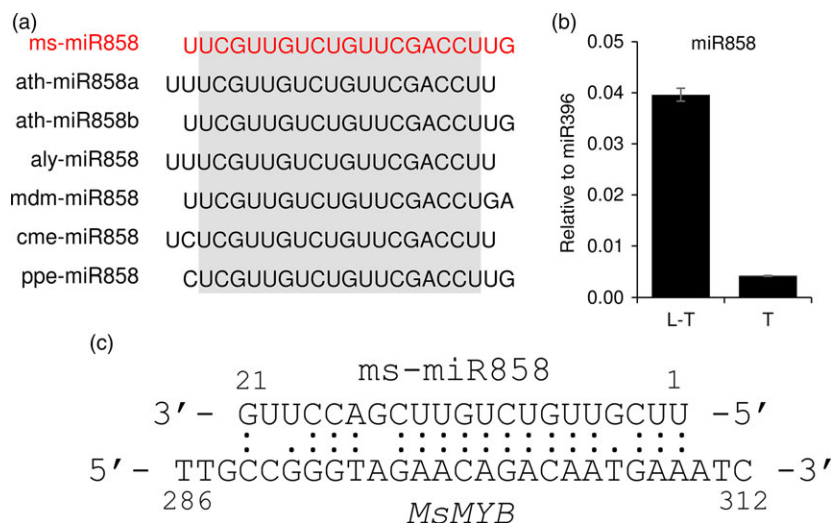 (a)
ms-miR858 UUCGUUGUCUGUUCGACCUUG
ath-miR858a UUUCGUUGUCUGUUCGACCUU
ath-miR858b UUCGUUGUCUGUUCGACCUUG
aly-miR858 UUUCGUUGUCUGUUCGACCUU
mdm-miR858 UUCGUUGUCUGUUCGACCUGA
cme-miR858 UCUCGUUGUCUGUUCGACCUU
ppe-miR858 CUCGUUGUCUGUUCGACCUUG
(b)
miR858
Relative to miR396
0.05
0.04
0.03
0.02
0.01
0.00
L-T T
(c)
ms-miR858
21 1
3'- GUUCCAGCUUGUCUGUUGCUU -5'
5'- TTGCCGGGTAGAACAGACAATGAAATC -3'
286 312
MsMYB